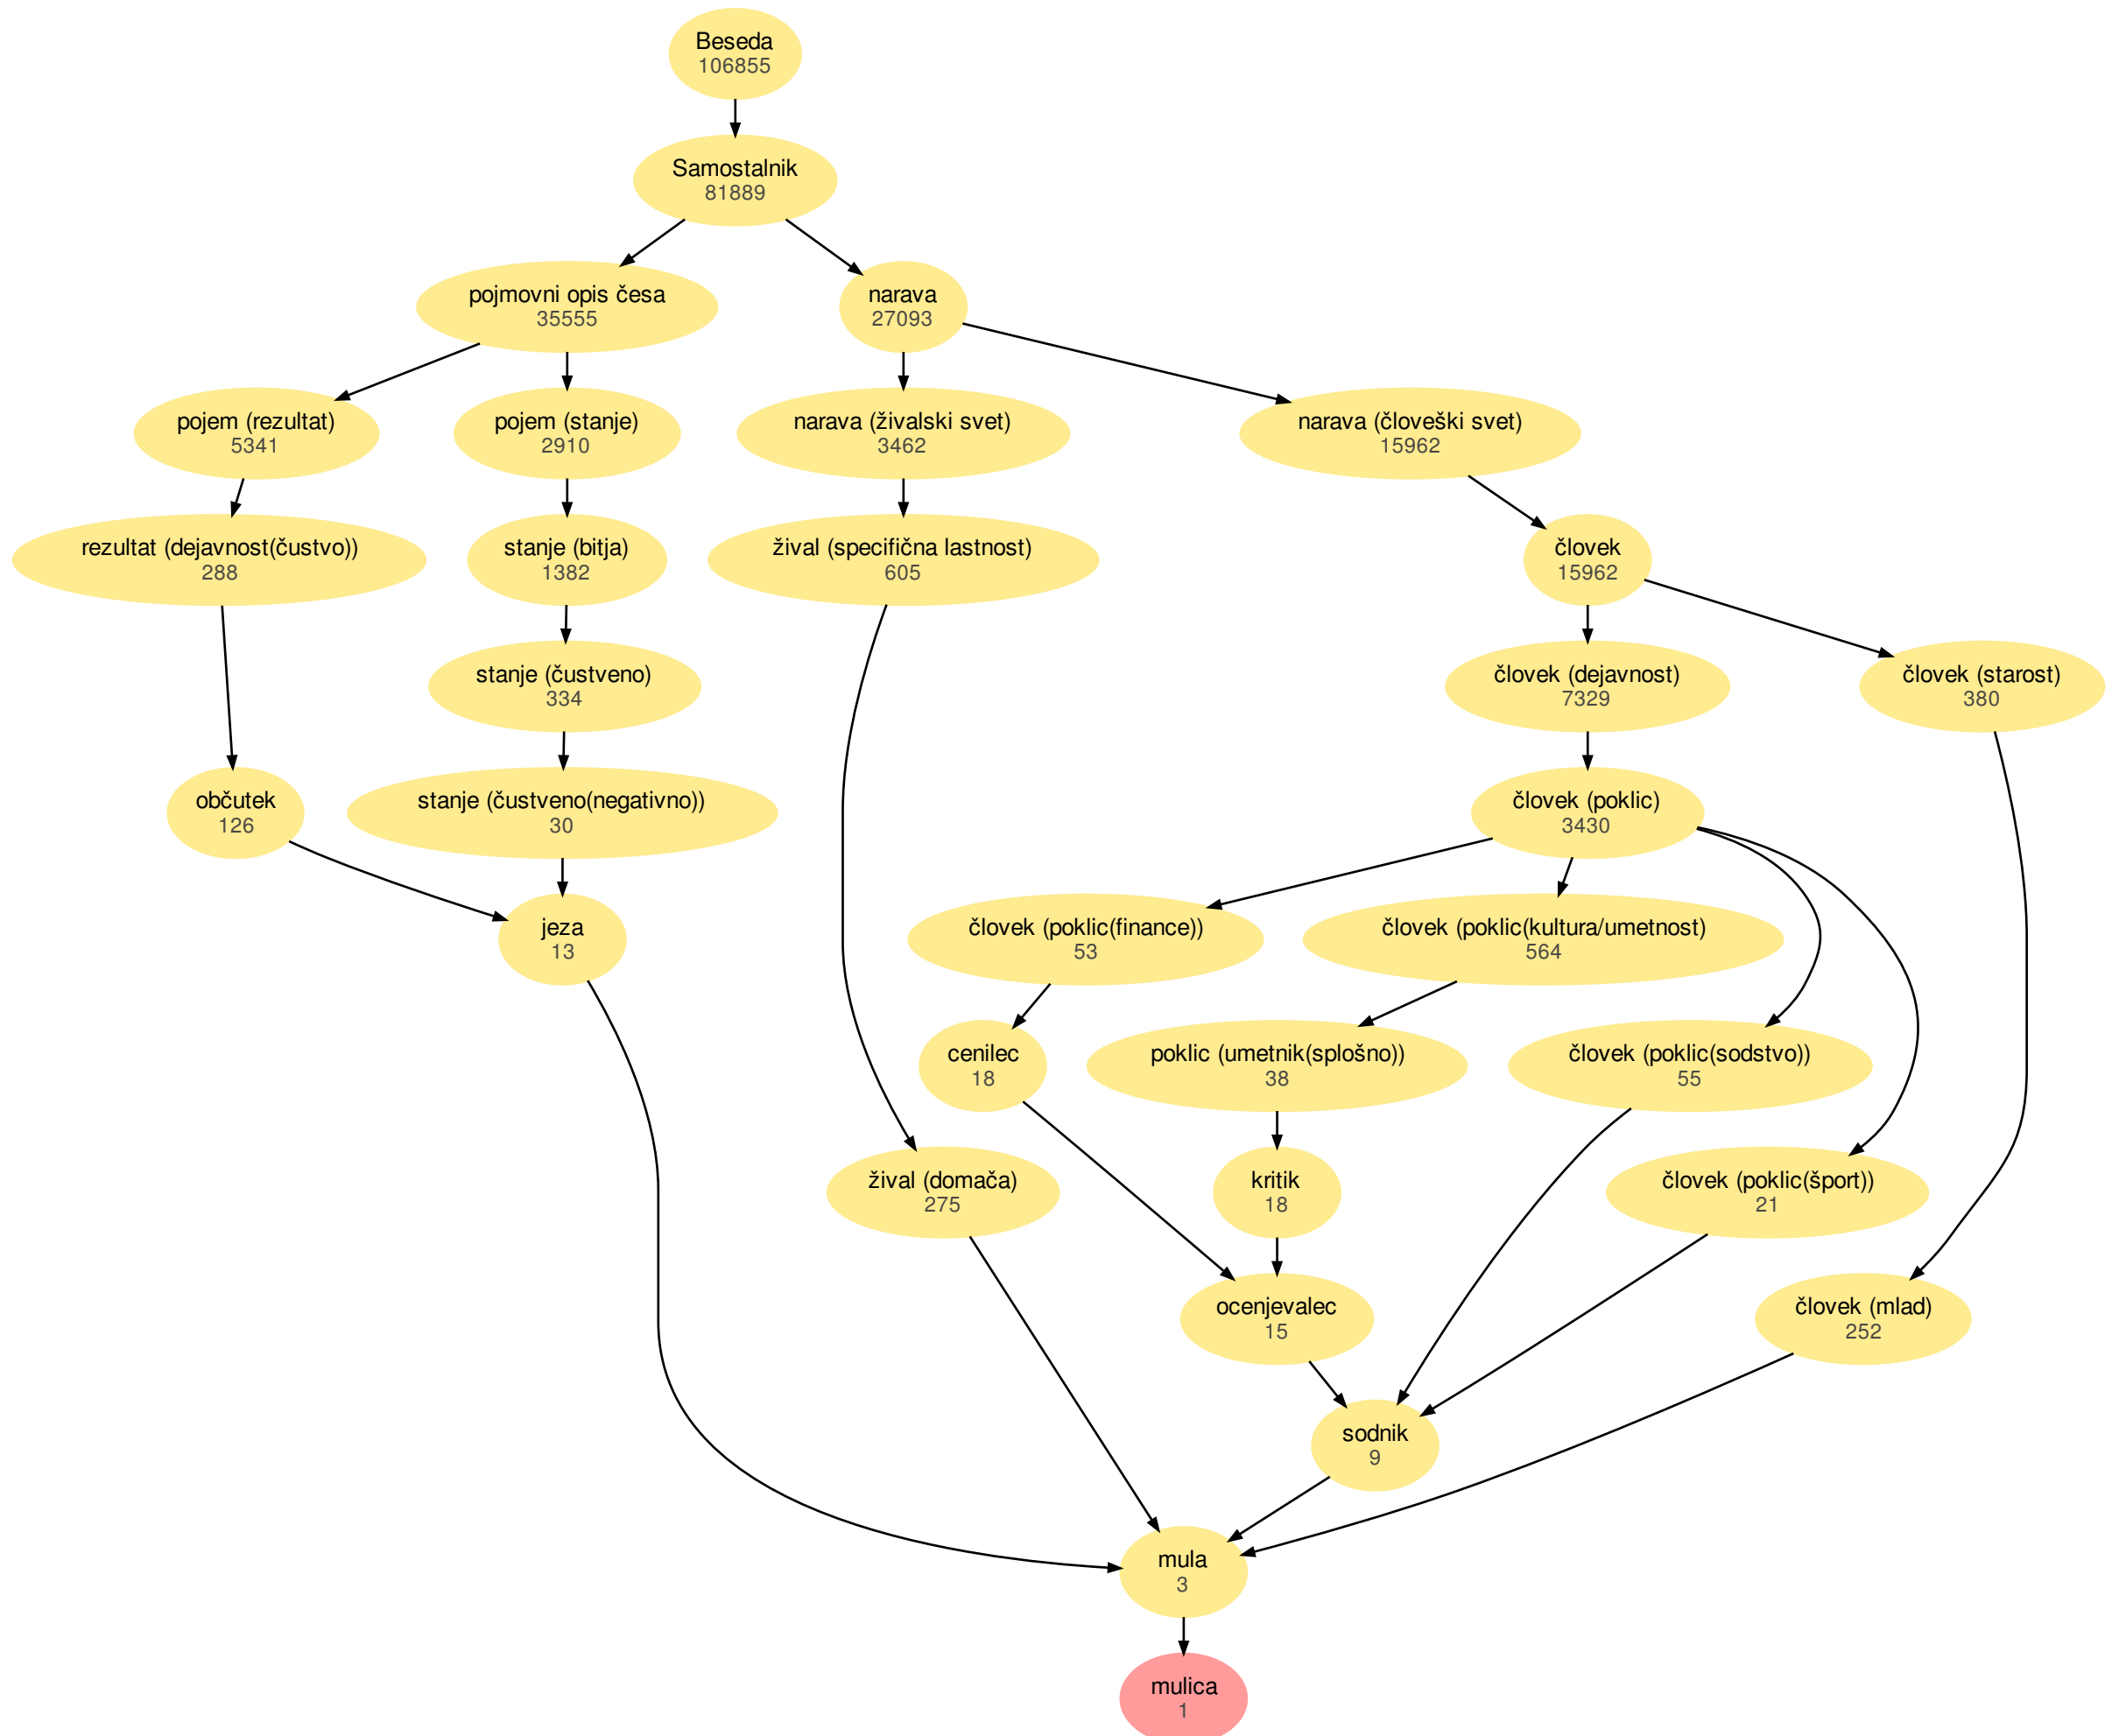 Beseda
106855
Samostalnik
81889
pojmovni opis česa
35555
narava
27093
pojem (rezultat)
5341
pojem (stanje)
2910
narava (živalski svet)
3462
narava (človeški svet)
15962
rezultat (dejavnost(čustvo))
288
stanje (bitja)
1382
žival (specifična lastnost)
605
človek
15962
stanje (čustveno)
334
človek (dejavnost)
7329
človek (starost)
380
občutek
126
stanje (čustveno(negativno))
30
človek (poklic)
3430
jeza
13
človek (poklic(finance))
53
človek (poklic(kultura/umetnost)
564
cenilec
18
poklic (umetnik(splošno))
38
človek (poklic(sodstvo))
55
žival (domača)
275
kritik
18
človek (poklic(šport))
21
ocenjevalec
15
človek (mlad)
252
sodnik
9
mula
3
mulica
1